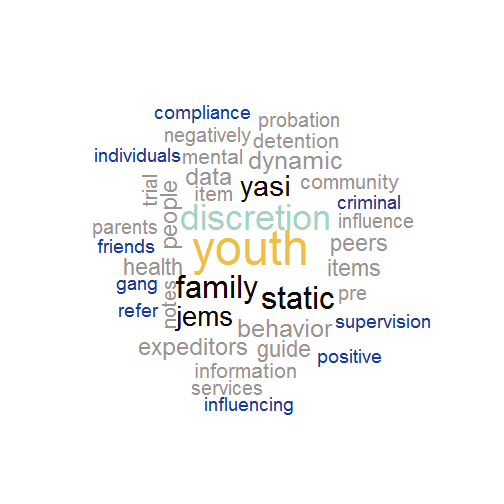 compliance
probation
negatively
detention
individuals
mental
dynamic
data
yasi
community
trial
people
item
criminal
discretion
influence
parents
friends
youth
peers
health
items
gang
notes
family
static
pre
refer
jems
behavior
supervision
expeditors
guide
positive
information
services
influencing